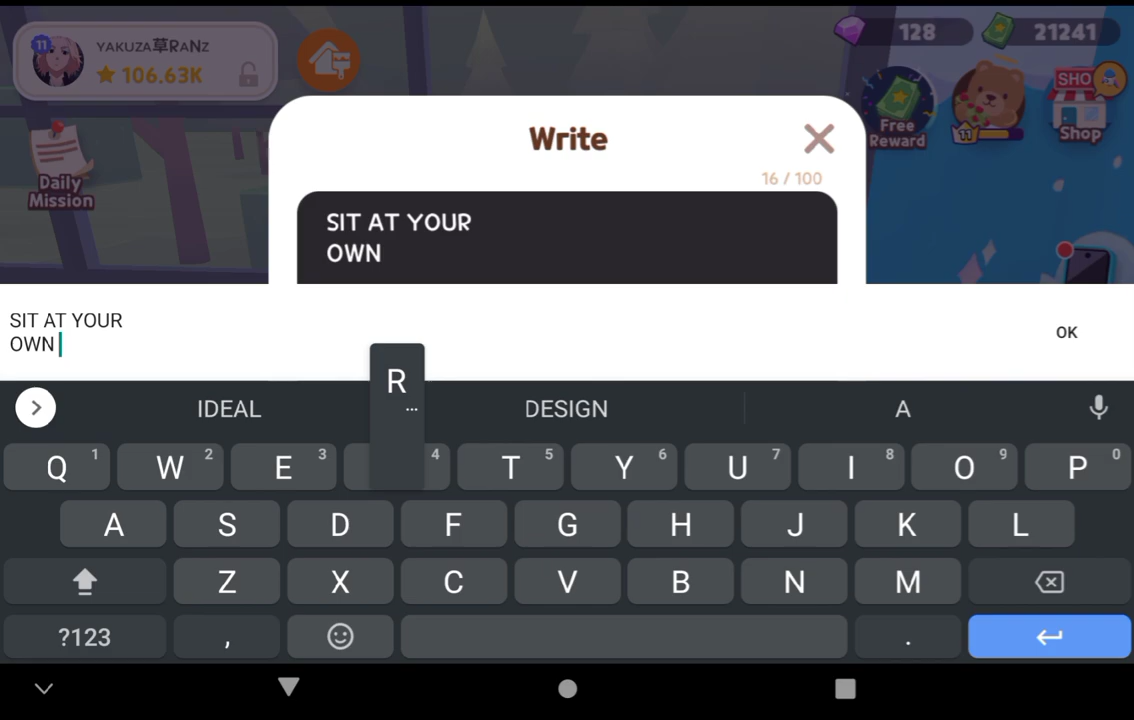 11
YAKUZA草RANZ
106.63K
128
21241
Daily
Mission
Write
16 / 100
SIT AT YOUR
OWN
Free
Reward
11
SHO
Shop
SIT AT YOUR
OWN
OK
R
...
IDEAL
DESIGN
A
Q 1 W 2 E 3 4 T 5 Y 6 U 7 I 8 O 9 P 0
A S D F G H J K L
Z X C V B N M
?123 , .